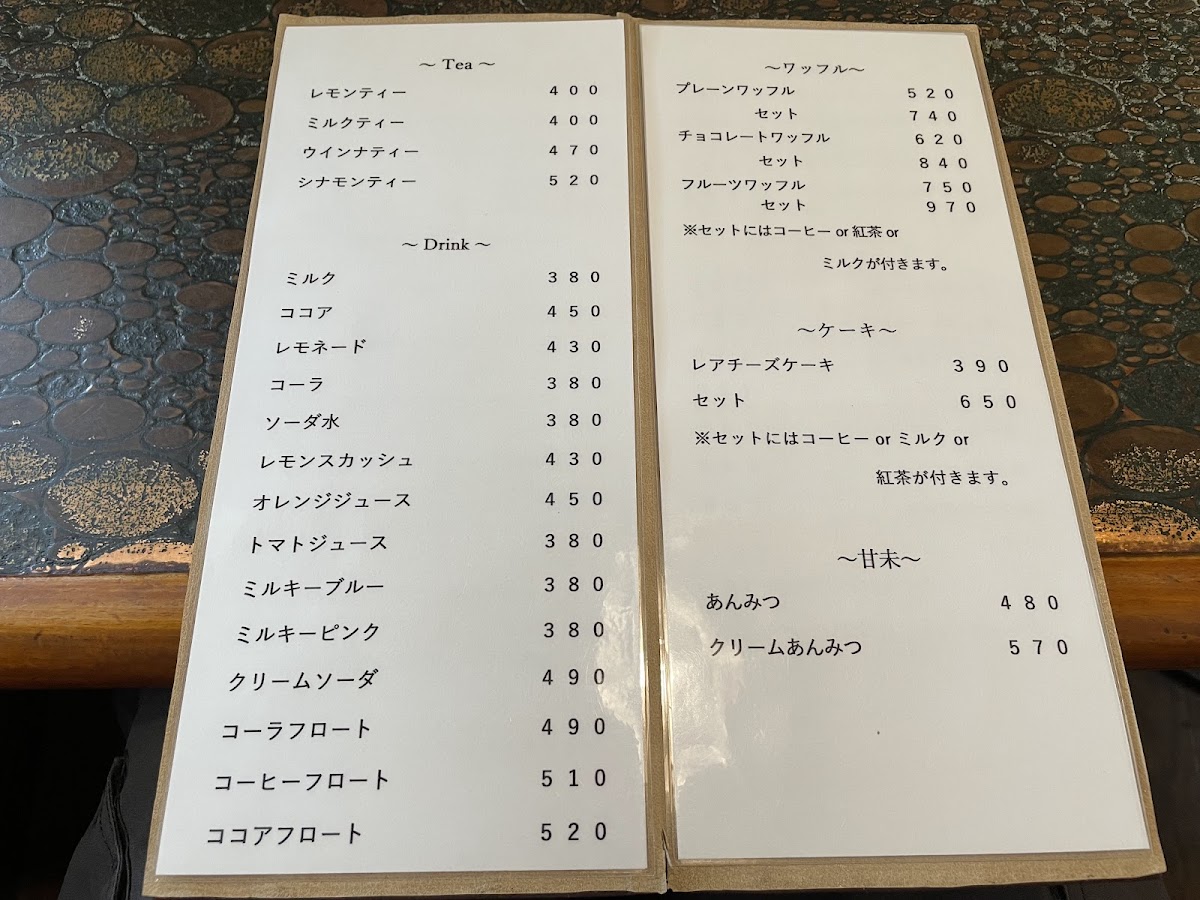 ～ Tea ～
レモンティー 400
ミルクティー 400
ウインナティー 470
シナモンティー 520
～ Drink ～
ミルク 380
ココア 450
レモネード 430
コーラ 380
ソーダ水 380
レモンスカッシュ 430
オレンジジュース 450
トマトジュース 380
ミルキーブルー 380
ミルキーピンク 380
クリームソーダ 490
コーラフロート 490
コーヒーフロート 510
ココアフロート 520
～ワッフル～
プレーンワッフル 520
セット 740
チョコレートワッフル 620
セット 840
フルーツワッフル 750
セット 970
※セットにはコーヒー or 紅茶 or
ミルクが付きます。
～ケーキ～
レアチーズケーキ 390
セット 650
※セットにはコーヒー or ミルク or
紅茶が付きます。
～甘未～
あんみつ 480
クリームあんみつ 570